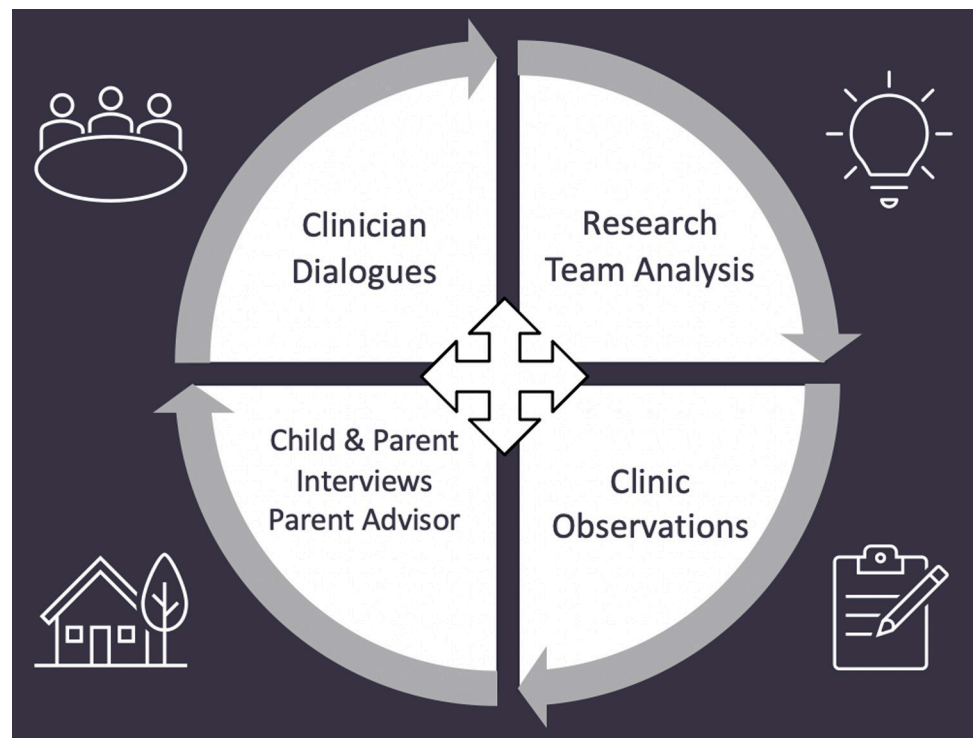 Clinician
Dialogues
Research
Team Analysis
Child & Parent
Interviews
Parent Advisor
Clinic
Observations